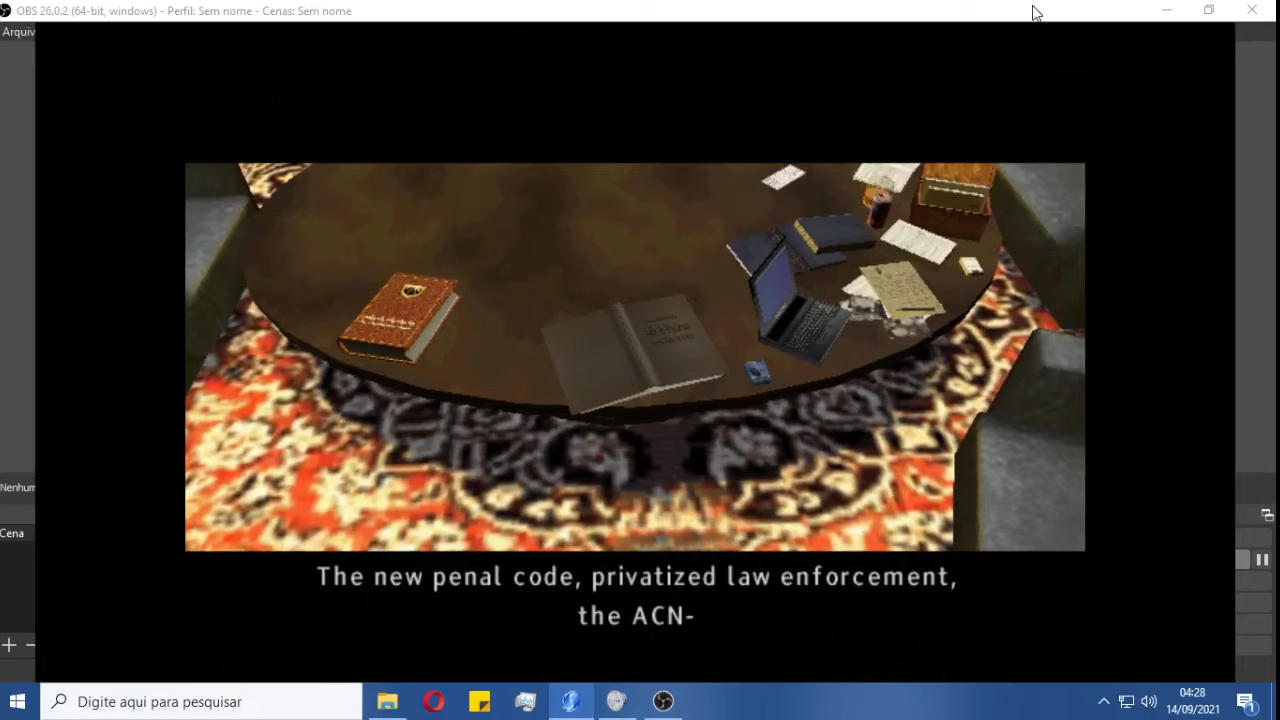 OBS 26.0.2 (64-bit, windows) - Perfil: Sem nome - Cenas: Sem nome
Arquiv
Nenhum
Cena
The new penal code, privatized law enforcement,
the ACN-
Digite aqui para pesquisar
04:28
14/09/2021
1